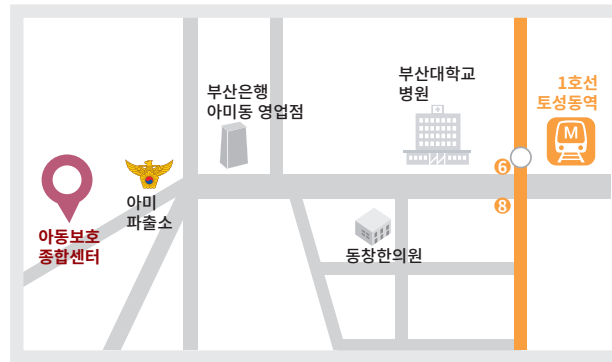 부산은행
아미동 영업점
부산대학교
병원
1호선
토성동역
M
6
8
아미
파출소
아동보호
종합센터
동창한의원